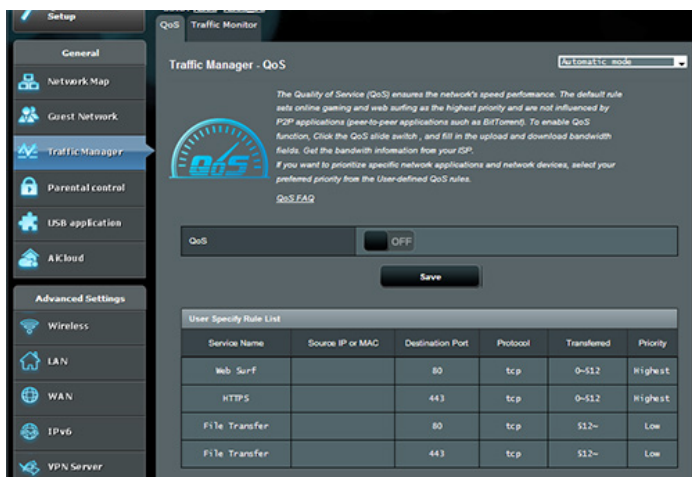 Setup
QoS Traffic Monitor
General
Network Map
Guest Network
Traffic Manager
Parental control
USB application
AiCloud
Advanced Settings
Wireless
LAN
WAN
IPv6
VPN Server
Traffic Manager - QoS
Automatic mode
The Quality of Service (QoS) ensures the network's speed performance. The default rule
sets online gaming and web surfing as the highest priority and are not influenced by
P2P applications (peer-to-peer applications such as BitTorrent). To enable QoS
function, Click the QoS slide switch , and fill in the upload and download bandwidth
fields. Get the bandwidth information from your ISP.
If you want to prioritize specific network applications and network devices, select your
preferred priority from the User-defined QoS rules.
QoS FAQ
QoS
QoS OFF
Save
User Specify Rule List
Service Name Source IP or MAC Destination Port Protocol Transferred Priority
Web Surf 80 tcp 0~512 Highest
HTTPS 443 tcp 0~512 Highest
File Transfer 80 tcp 512~ Low
File Transfer 443 tcp 512~ Low